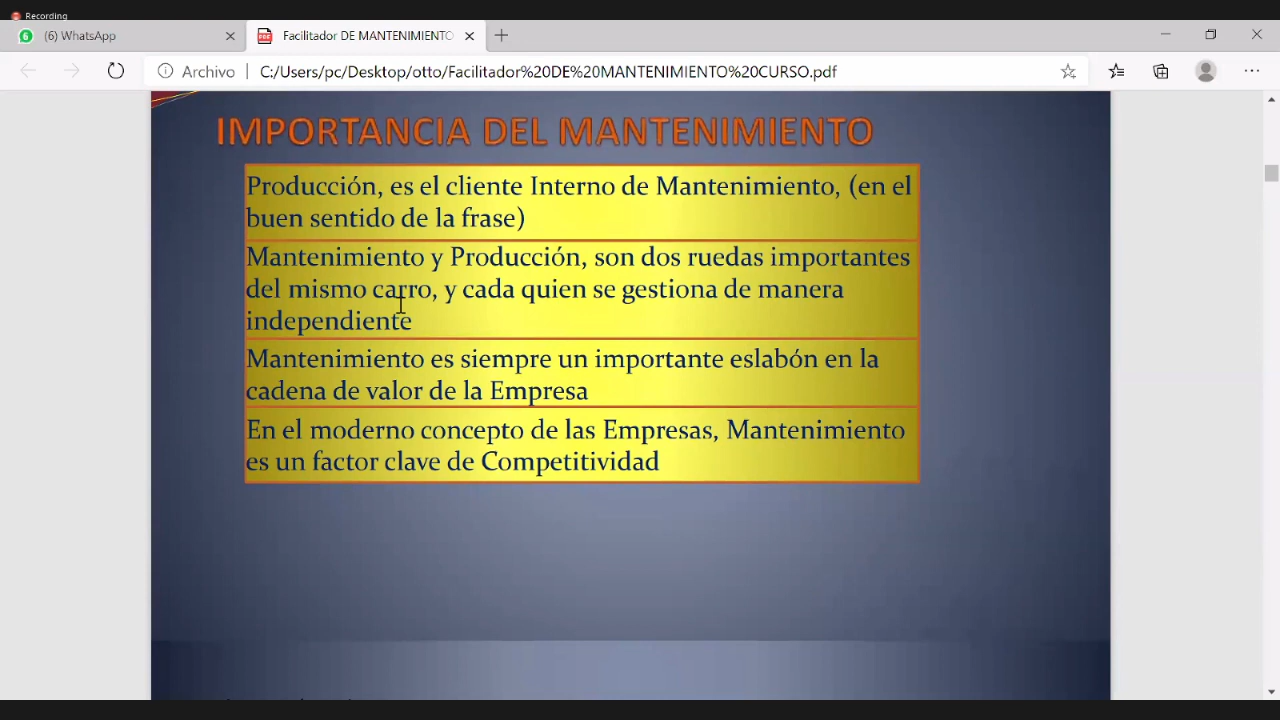 Recording
(6) WhatsApp
Facilitador DE MANTENIMIENTO
Archivo
C:/Users/pc/Desktop/otto/Facilitador%20DE%20MANTENIMIENTO%20CURSO.pdf
IMPORTANCIA DEL MANTENIMIENTO
Producción, es el cliente Interno de Mantenimiento, (en el
buen sentido de la frase)
Mantenimiento y Producción, son dos ruedas importantes
del mismo carro, y cada quien se gestiona de manera
independiente
Mantenimiento es siempre un importante eslabón en la
cadena de valor de la Empresa
En el moderno concepto de las Empresas, Mantenimiento
es un factor clave de Competitividad